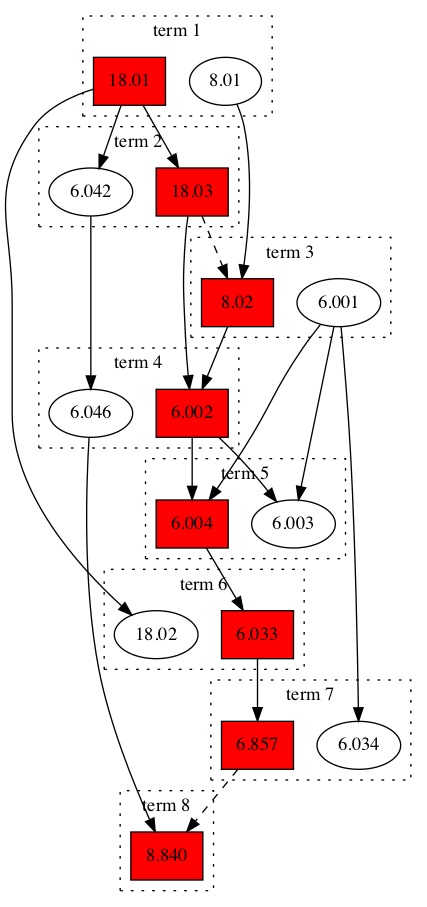 term 1
18.01 8.01
term 2
6.042 18.03
term 3
8.02 6.001
term 4
6.046 6.002
term 5
6.004 6.003
term 6
18.02 6.033
term 7
6.857 6.034
term 8
8.840